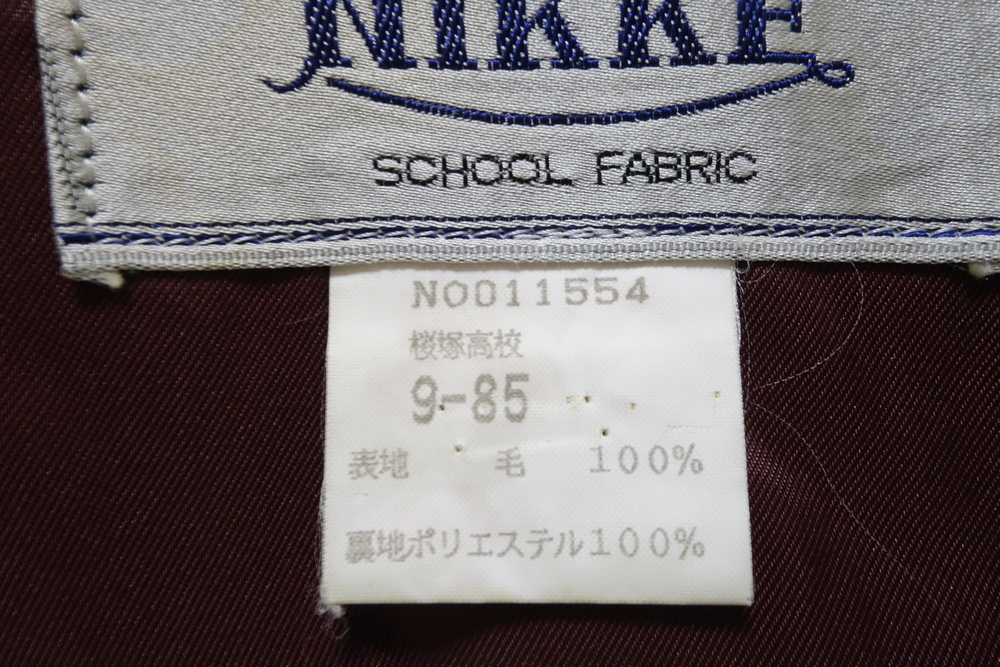 NIKKE
SCHOOL FABRIC
NO011554
桜塚高校
9-85
表地 毛 100%
裏地ポリエステル100%